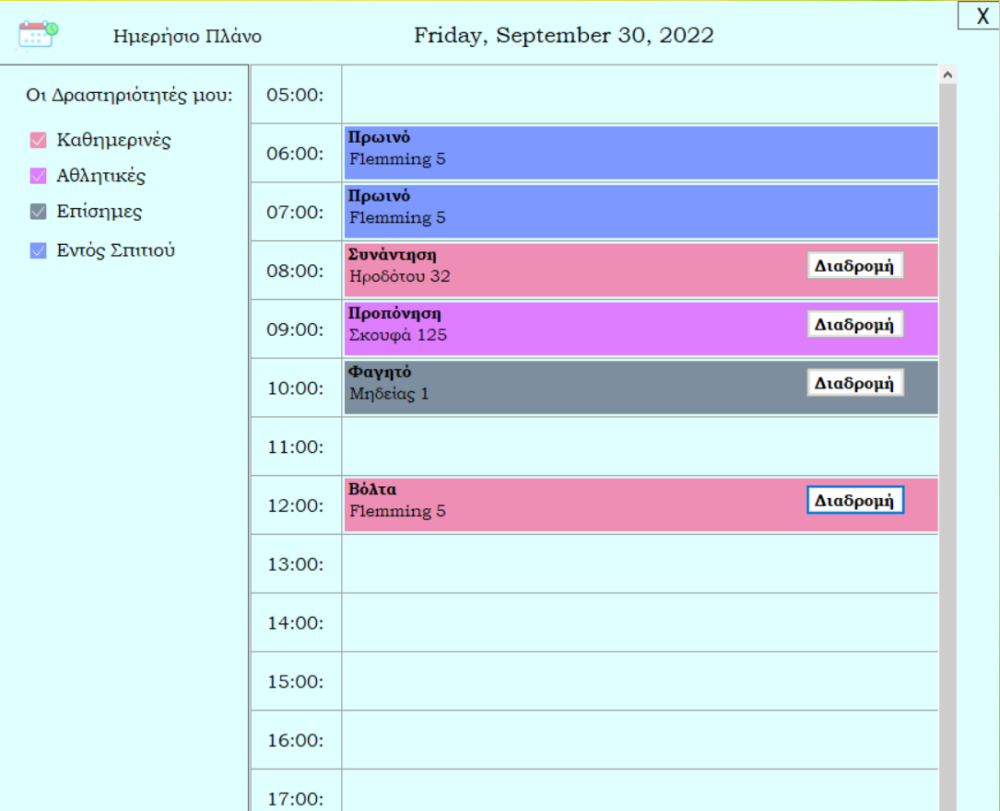 X
Ημερήσιο Πλάνο
Friday, September 30, 2022
Οι Δραστηριότητές μου:
Καθημερινές
Αθλητικές
Επίσημες
Εντός Σπιτιού
05:00:
06:00:
Πρωινό
Flemming 5
07:00:
Πρωινό
Flemming 5
08:00:
Συνάντηση
Ηροδότου 32
Διαδρομή
09:00:
Προπόνηση
Σκουφά 125
Διαδρομή
10:00:
Φαγητό
Μηδείας 1
Διαδρομή
11:00:
12:00:
Βόλτα
Flemming 5
Διαδρομή
13:00:
14:00:
15:00:
16:00:
17:00: